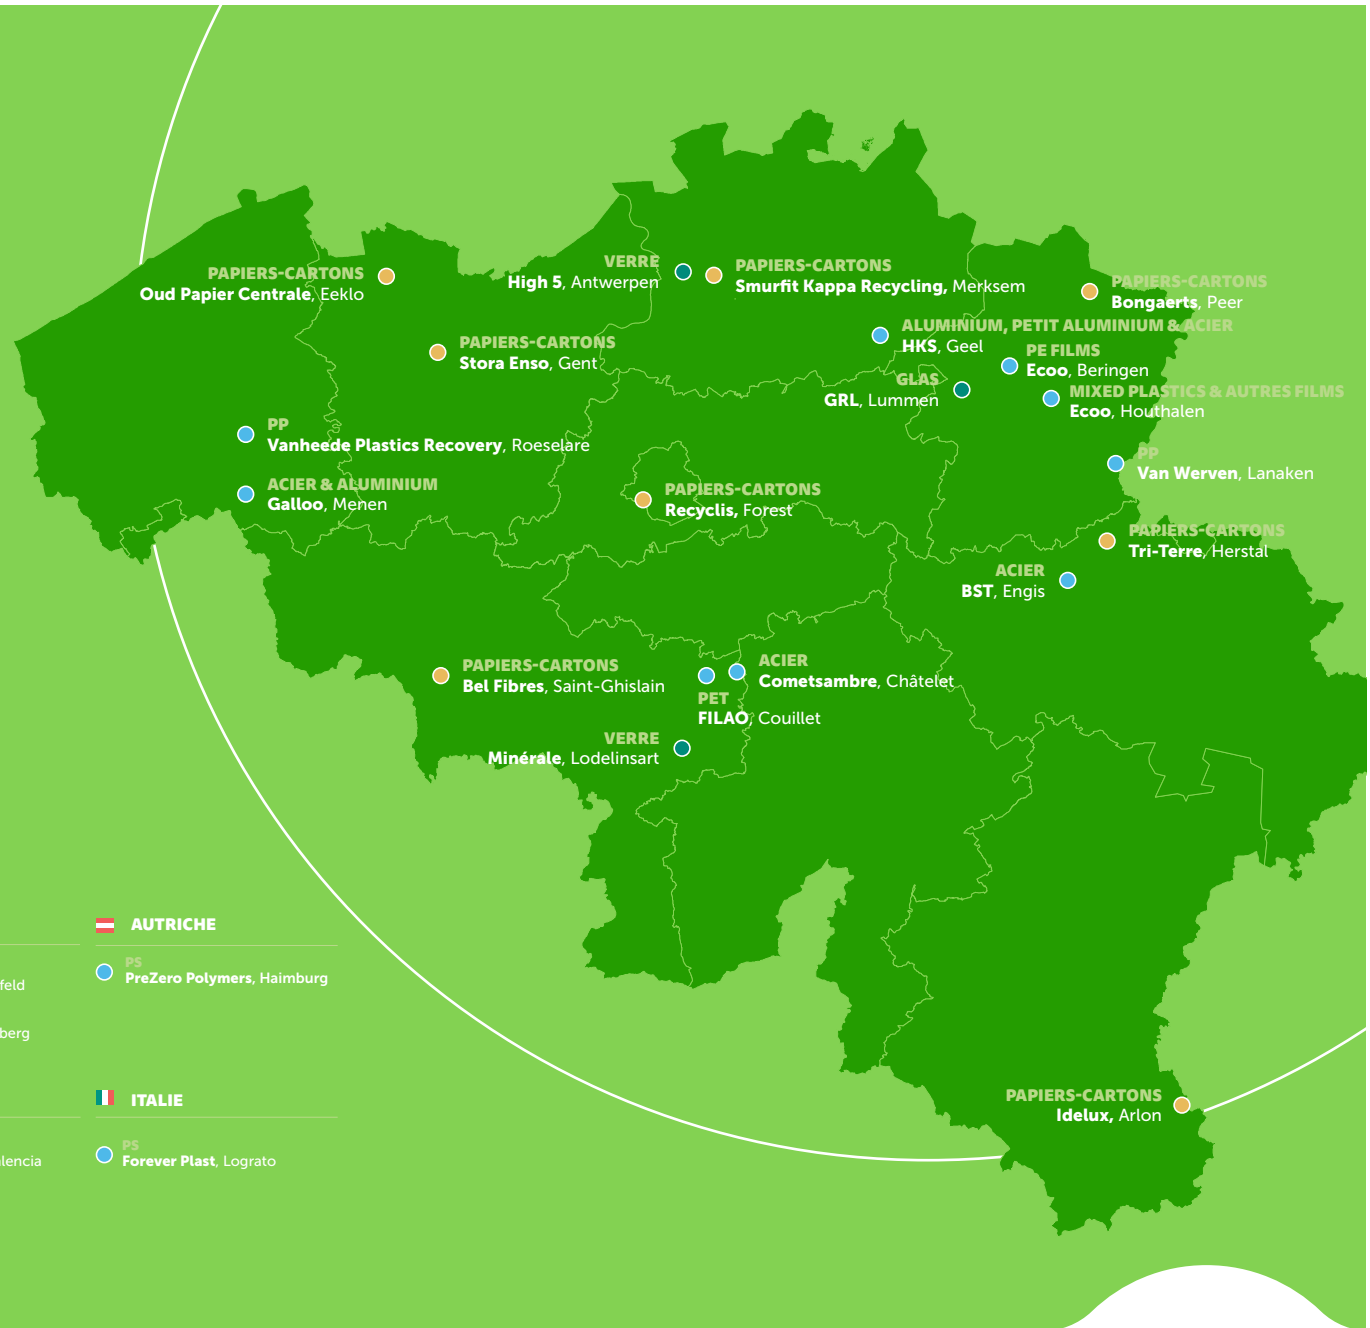 PAPIERS-CARTONS
Oud Papier Centrale, Eeklo
VERRE
High 5, Antwerpen
PAPIERS-CARTONS
Smurfit Kappa Recycling, Merksem
PAPIERS-CARTONS
Bongaerts, Peer
ALUMINIUM, PETIT ALUMINIUM & ACIER
HKS, Geel
PAPIERS-CARTONS
Stora Enso, Gent
PE FILMS
Ecoo, Beringen
GLAS
GRL, Lummen
MIXED PLASTICS & AUTRES FILMS
Ecoo, Houthalen
PP
Vanheede Plastics Recovery, Roeselare
PP
Van Werven, Lanaken
ACIER & ALUMINIUM
Galloo, Menen
PAPIERS-CARTONS
Recyclis, Forest
PAPIERS-CARTONS
Tri-Terre, Herstal
ACIER
BST, Engis
PAPIERS-CARTONS
Bel Fibres, Saint-Ghislain
ACIER
Cometsambre, Châtelet
PET
FILAO, Couillet
VERRE
Minérale, Lodelinsart
AUTRICHE
PS
PreZero Polymers, Haimburg
feld
berg
ITALIE
PS
Forever Plast, Lograto
lencia
PAPIERS-CARTONS
Idelux, Arlon